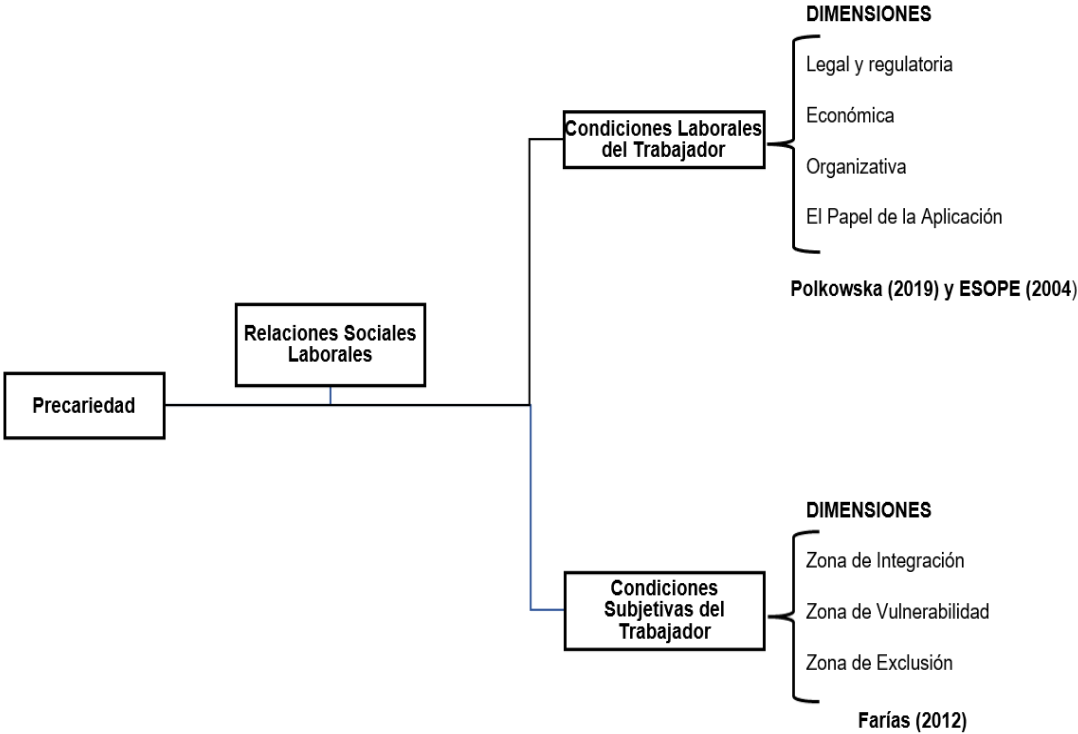 Precariedad
Relaciones Sociales
Laborales
Condiciones Laborales
del Trabajador
DIMENSIONES
Legal y regulatoria
Económica
Organizativa
El Papel de la Aplicación
Polkowska (2019) y ESOPE (2004)
Condiciones
Subjetivas del
Trabajador
DIMENSIONES
Zona de Integración
Zona de Vulnerabilidad
Zona de Exclusión
Farías (2012)